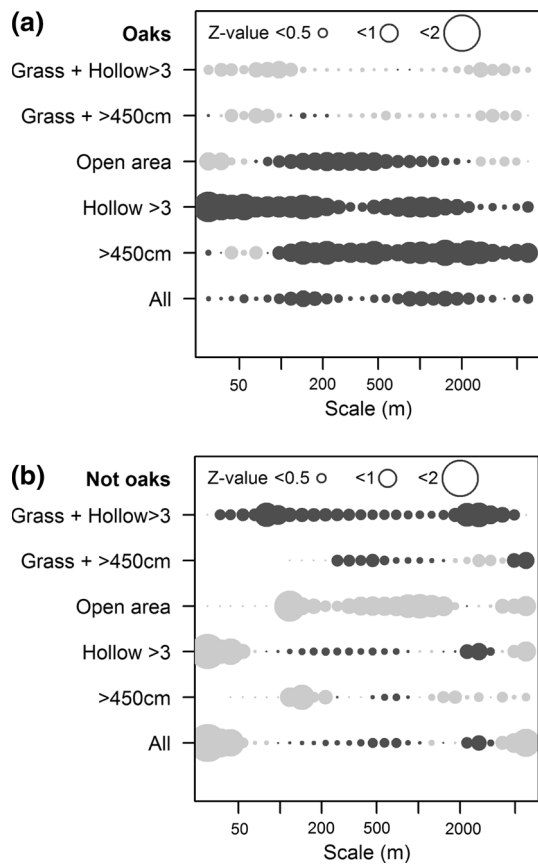 (a)
Oaks Z-value <0.5 <1 <2
Grass + Hollow>3
Grass + >450cm
Open area
Hollow >3
>450cm
All
50 200 500 2000
Scale (m)
(b)
Not oaks Z-value <0.5 <1 <2
Grass + Hollow>3
Grass + >450cm
Open area
Hollow >3
>450cm
All
50 200 500 2000
Scale (m)